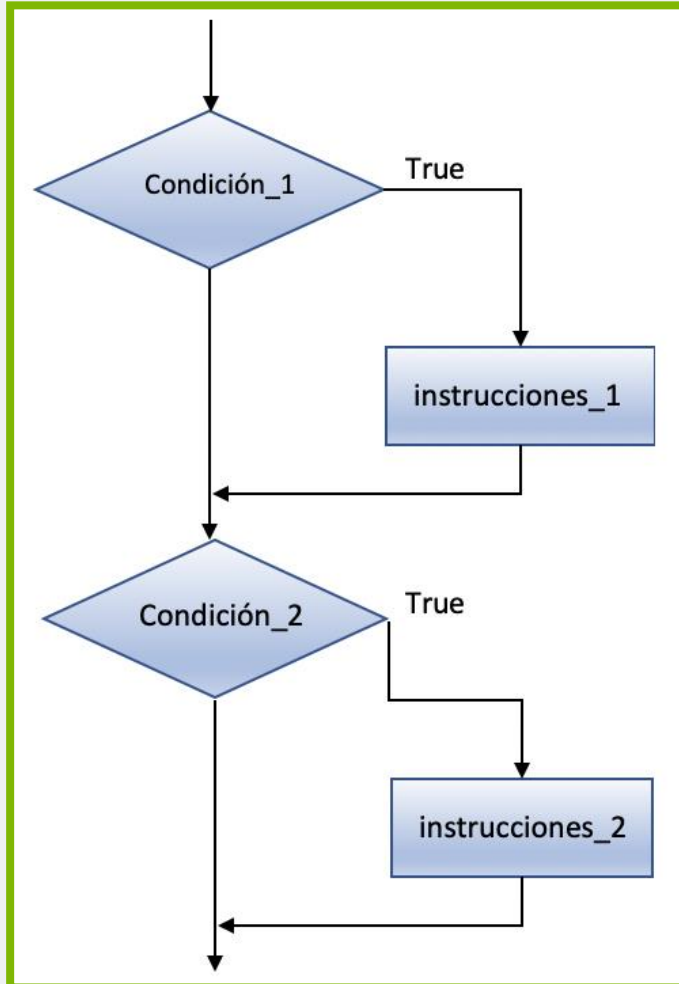 Condición_1
True
instrucciones_1
Condición_2
True
instrucciones_2